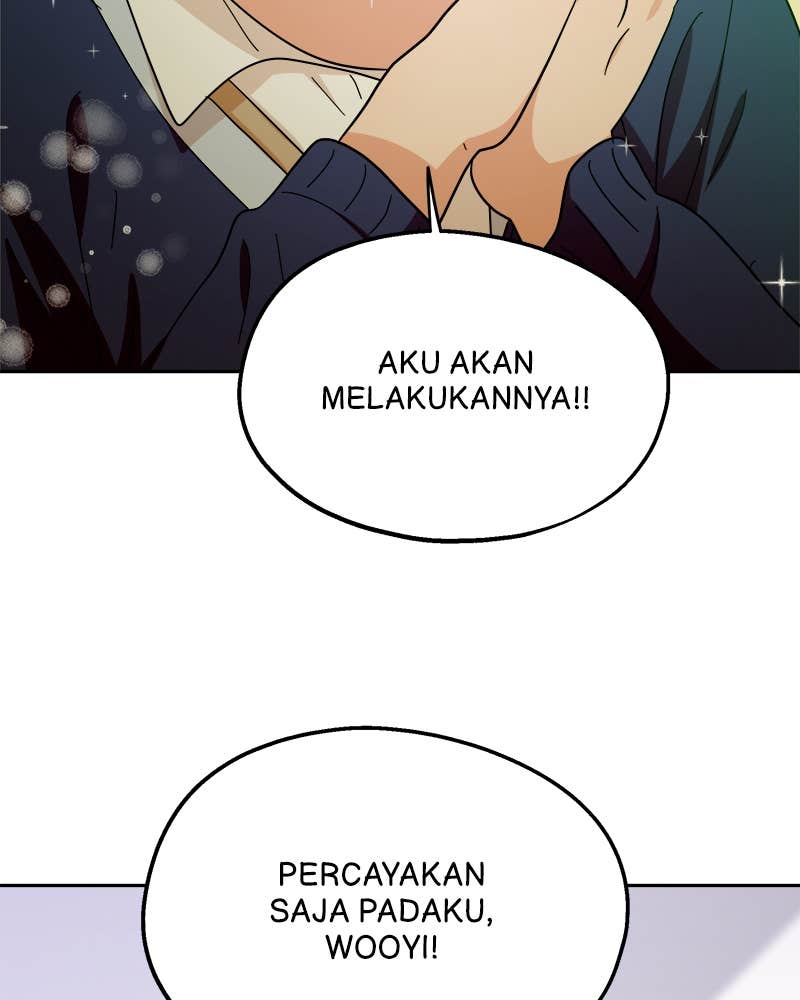 AKU AKAN
MELAKUKANNYA!!
PERCAYAKAN
SAJA PADAKU,
WOOYI!